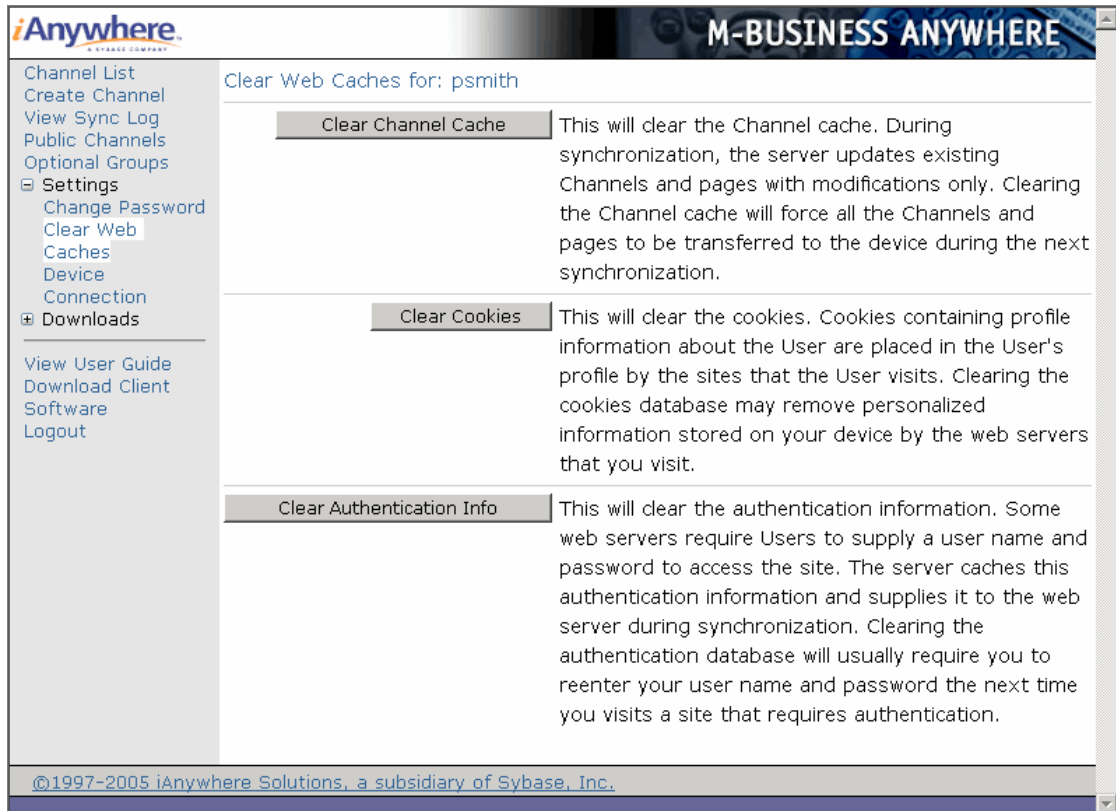 iAnywhere.
A SYBASE COMPANY
M-BUSINESS ANYWHERE
Channel List
Create Channel
View Sync Log
Public Channels
Optional Groups
Settings
Change Password
Clear Web
Caches
Device
Connection
Downloads
View User Guide
Download Client
Software
Logout
Clear Web Caches for: psmith
Clear Channel Cache
This will clear the Channel cache. During
synchronization, the server updates existing
Channels and pages with modifications only. Clearing
the Channel cache will force all the Channels and
pages to be transferred to the device during the next
synchronization.
Clear Cookies
This will clear the cookies. Cookies containing profile
information about the User are placed in the User's
profile by the sites that the User visits. Clearing the
cookies database may remove personalized
information stored on your device by the web servers
that you visit.
Clear Authentication Info
This will clear the authentication information. Some
web servers require Users to supply a user name and
password to access the site. The server caches this
authentication information and supplies it to the web
server during synchronization. Clearing the
authentication database will usually require you to
reenter your user name and password the next time
you visits a site that requires authentication.
©1997-2005 iAnywhere Solutions, a subsidiary of Sybase, Inc.